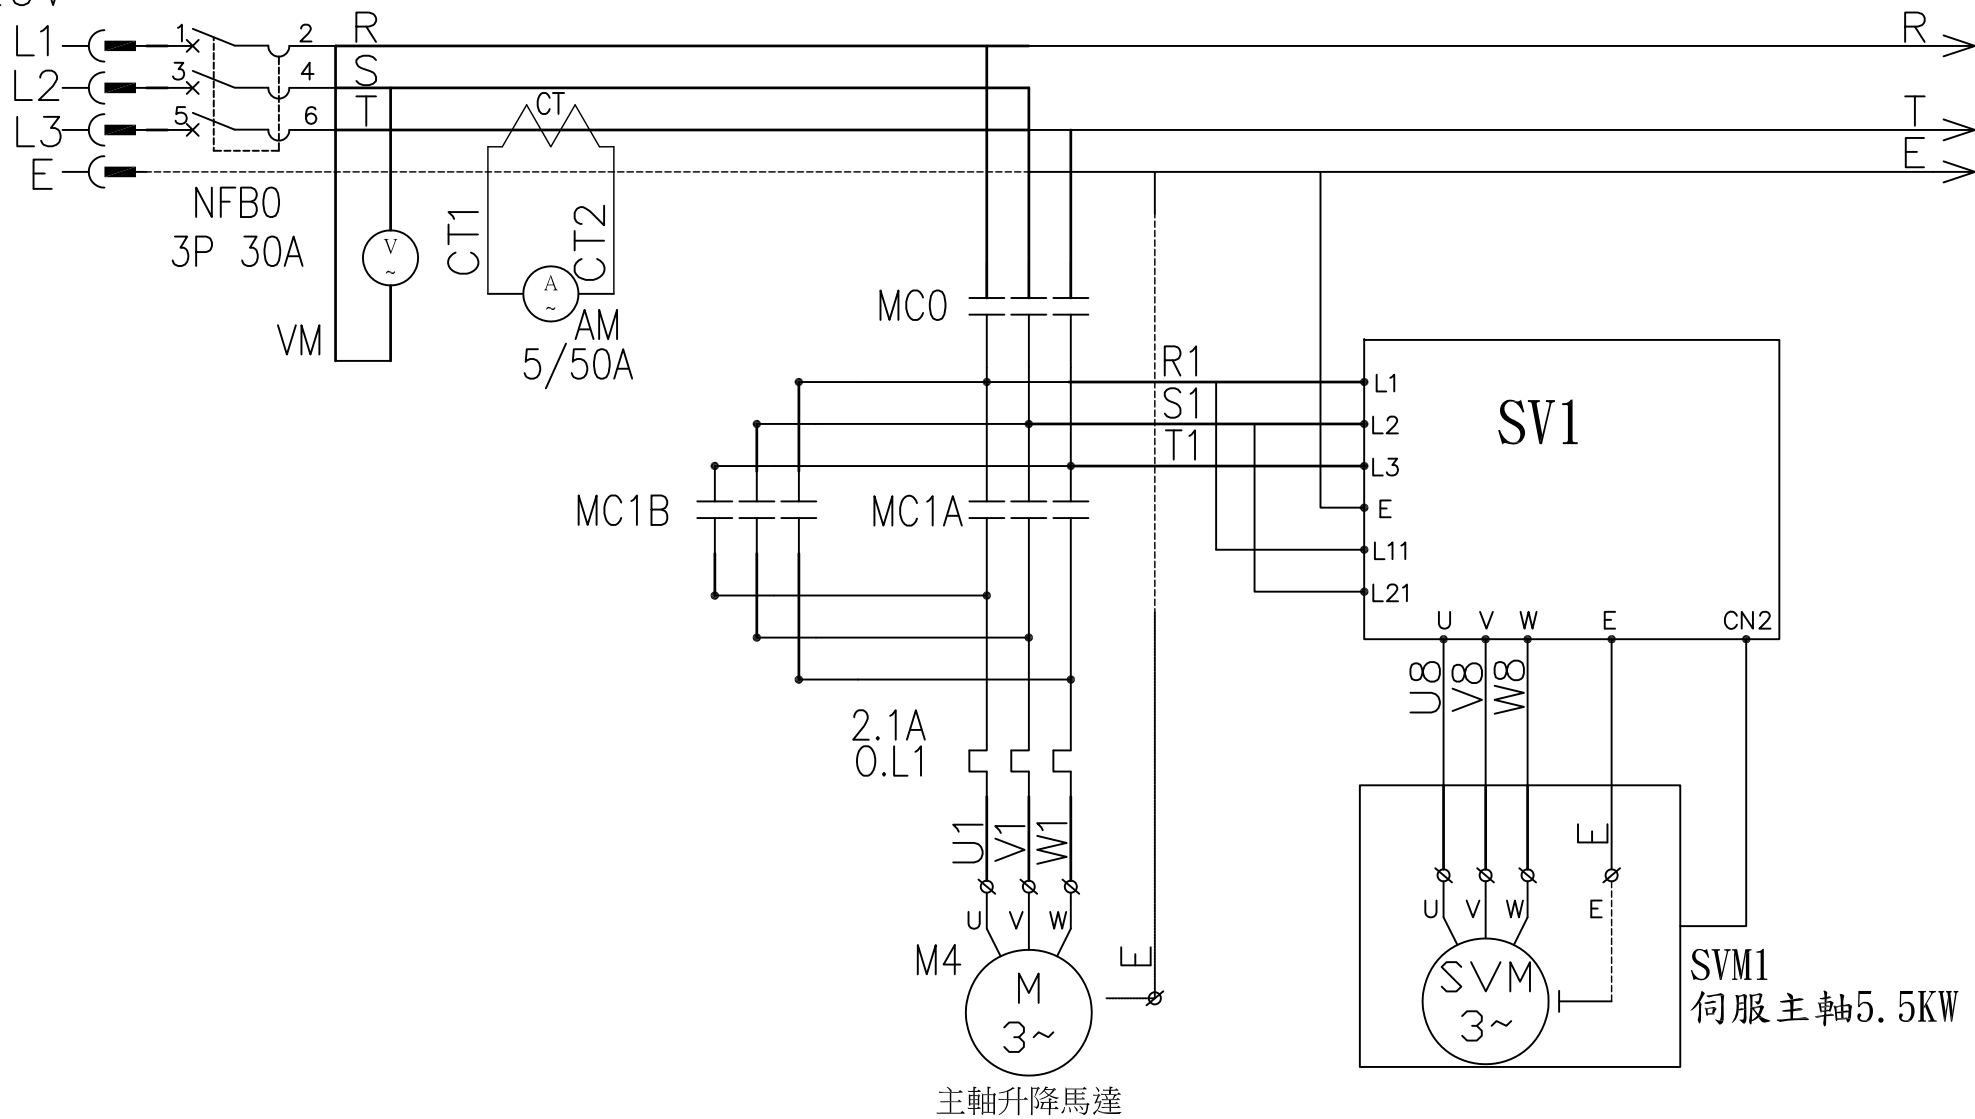 L1 1 2 R R
L2 3 4 S
L3 5 6 T CT T
E E
NFB0
3P 30A
V
~
CT1 CT2
A
~
VM
AM
5/50A
MC0
R1
S1
T1
L1
L2
L3
E
L11
L21
SV1
MC1B MC1A
U V W E CN2
U8 V8 W8
2.1A
O.L1
U1 V1 W1 E
U V W
U V W E
M4
E
M
3~
SVM
3~
SVM1
伺服主軸5.5KW
主軸升降馬達